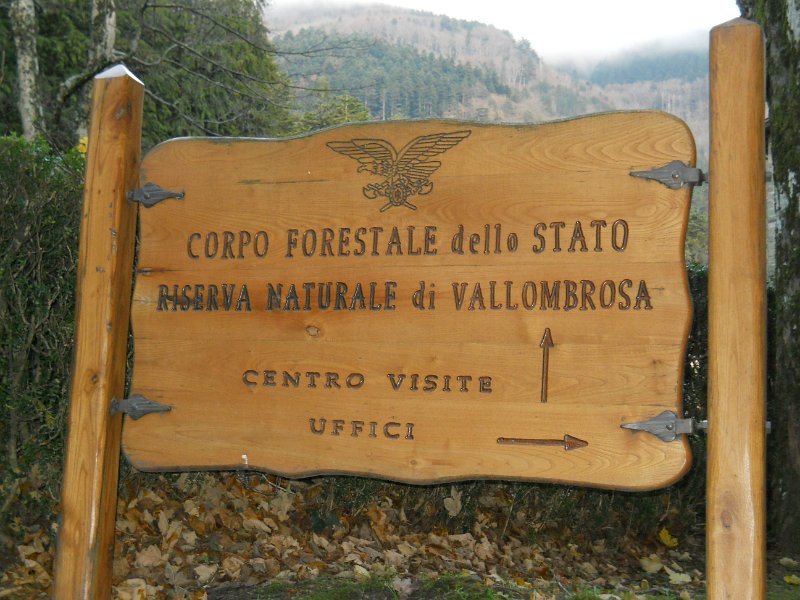 CORPO FORESTALE dello STATO
RISERVA NATURALE di VALLOMBROSA
CENTRO VISITE
UFFICI